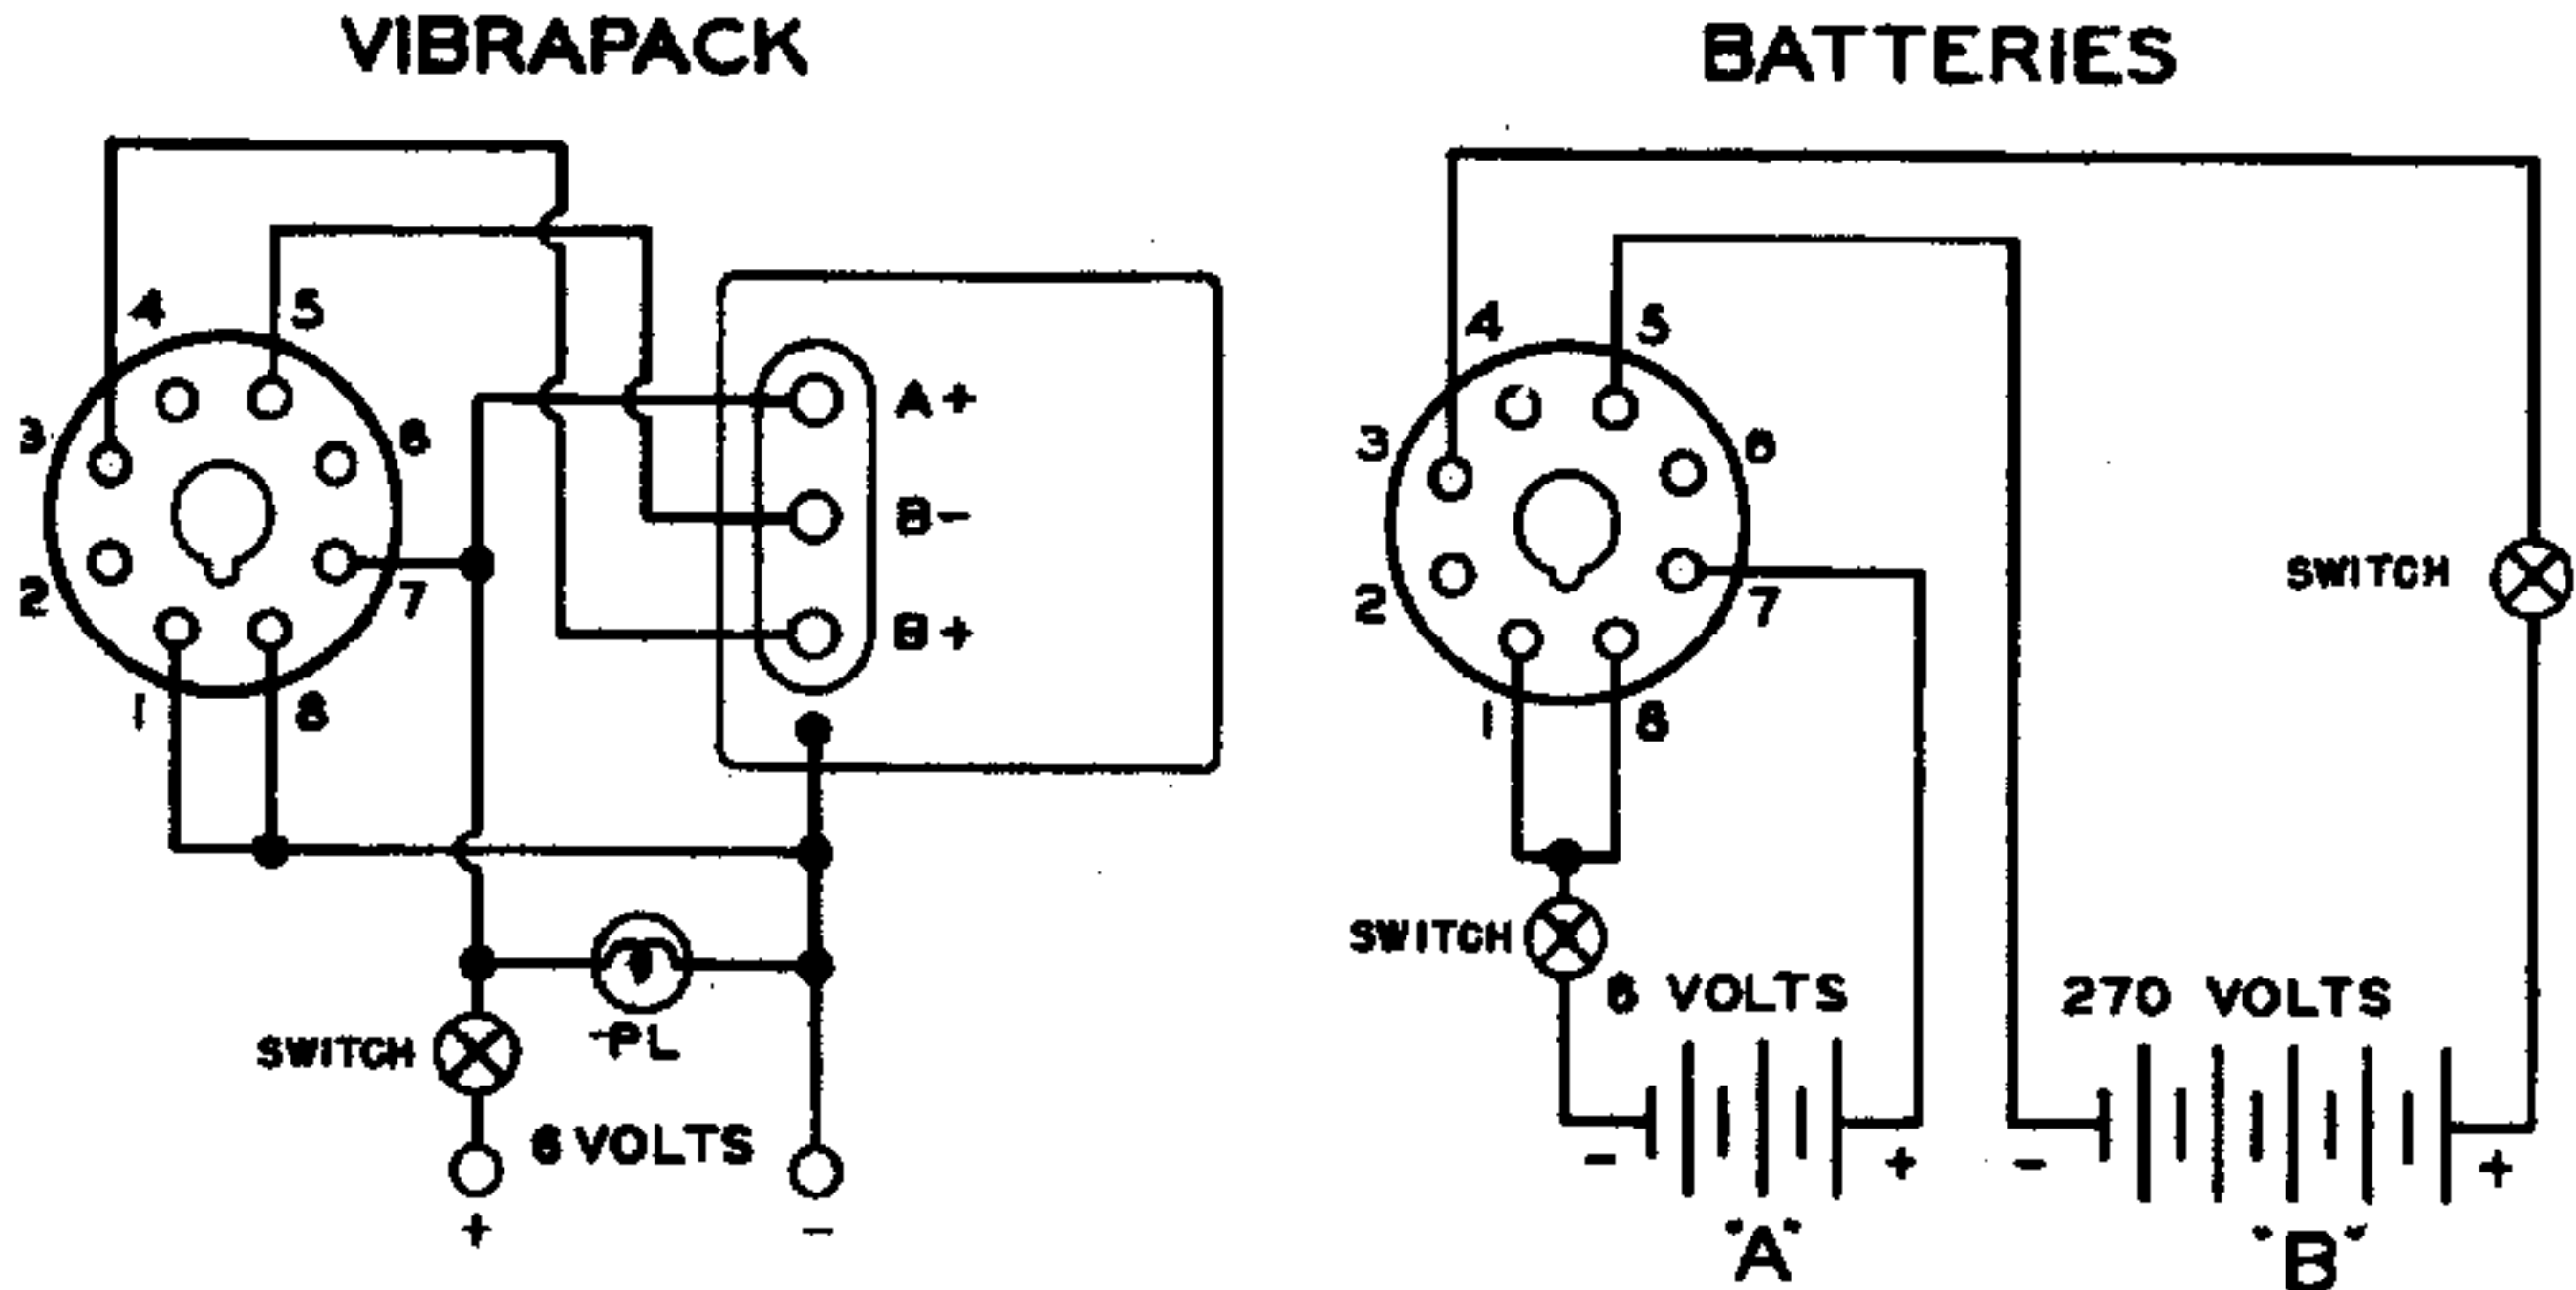 VIBRAPACK
4 5
3 6
2 7
1 8
A+
B-
B+
PL
SWITCH
6 VOLTS
+ -
BATTERIES
4 5
3 6
2 7
1 8
SWITCH
SWITCH
6 VOLTS
- +
"A"
270 VOLTS
- +
"B"